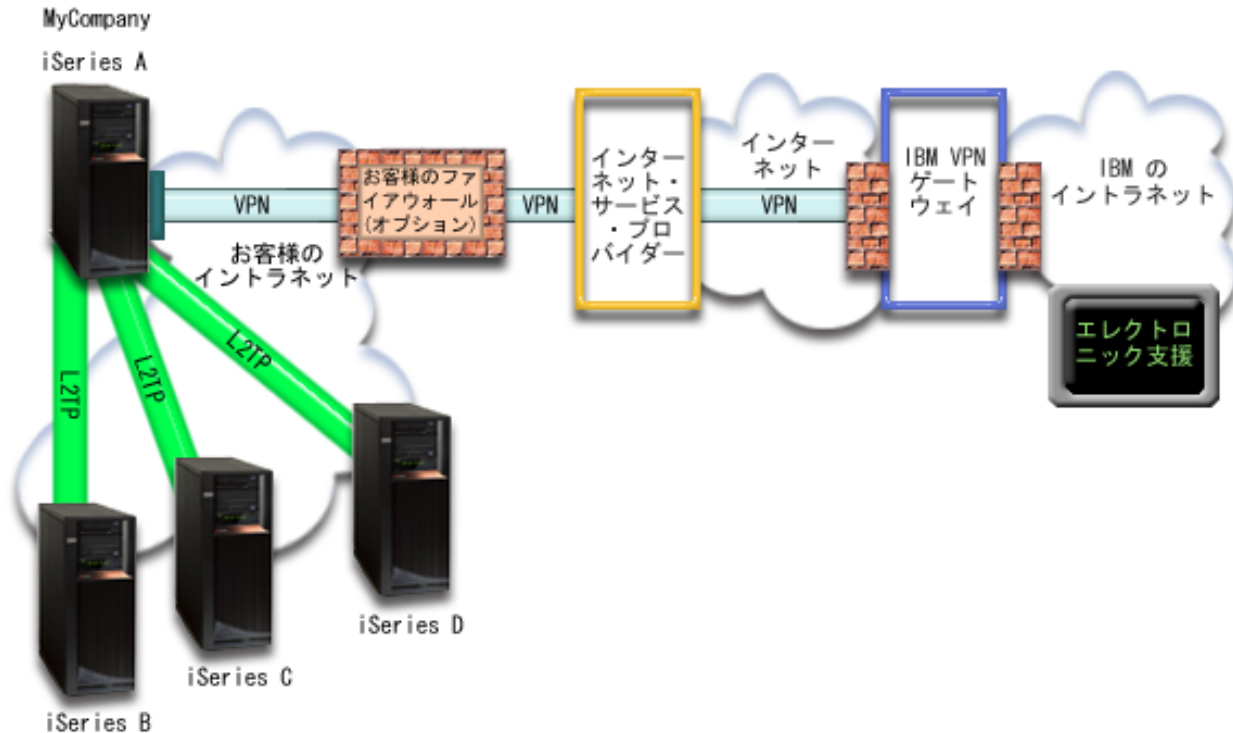 MyCompany
iSeries A
VPN
お客様のファ
イアウォール
(オプション)
VPN
インター
ネット・
サービス
・プロ
バイダー
インター
ネット
VPN
IBM VPN
ゲート
ウェイ
IBM の
イントラネット
お客様の
イントラネット
エレクトロ
ニック支援
L2TP
L2TP
L2TP
iSeries D
iSeries C
iSeries B